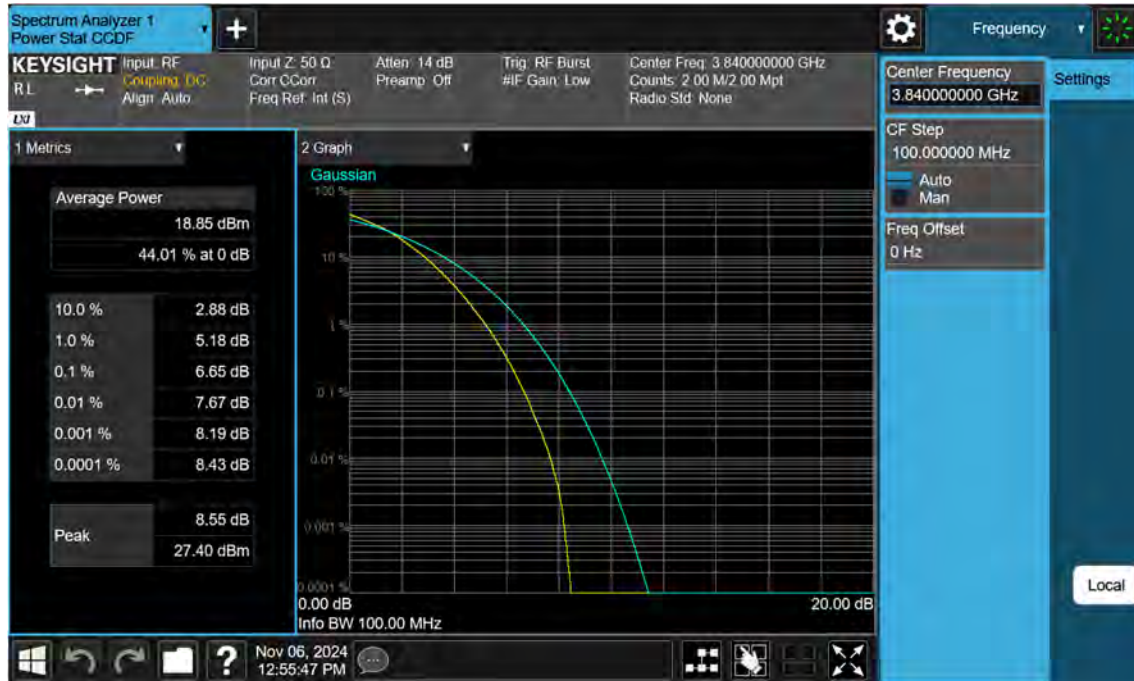 Spectrum Analyzer 1
Power Stat CCDF
Frequency
KEYSIGHT
RL
LXI
Input: RF
Coupling: DC
Align: Auto
Input Z: 50 Ω
Corr CCorr
Freq Ref: Int (S)
Atten: 14 dB
Preamp: Off
Trig: RF Burst
#IF Gain: Low
Center Freq: 3.840000000 GHz
Counts: 2.00 M/2.00 Mpt
Radio Std: None
Center Frequency
3.840000000 GHz
Settings
CF Step
100.000000 MHz
Auto
Man
Freq Offset
0 Hz
Local
1 Metrics
Average Power
18.85 dBm
44.01 % at 0 dB
10.0 % 2.88 dB
1.0 % 5.18 dB
0.1 % 6.65 dB
0.01 % 7.67 dB
0.001 % 8.19 dB
0.0001 % 8.43 dB
Peak
8.55 dB
27.40 dBm
2 Graph
Gaussian
100 %
10 %
1 %
0.1 %
0.01 %
0.001 %
0.0001 %
0.00 dB 20.00 dB
Info BW 100.00 MHz
?
Nov 06, 2024
12:55:47 PM